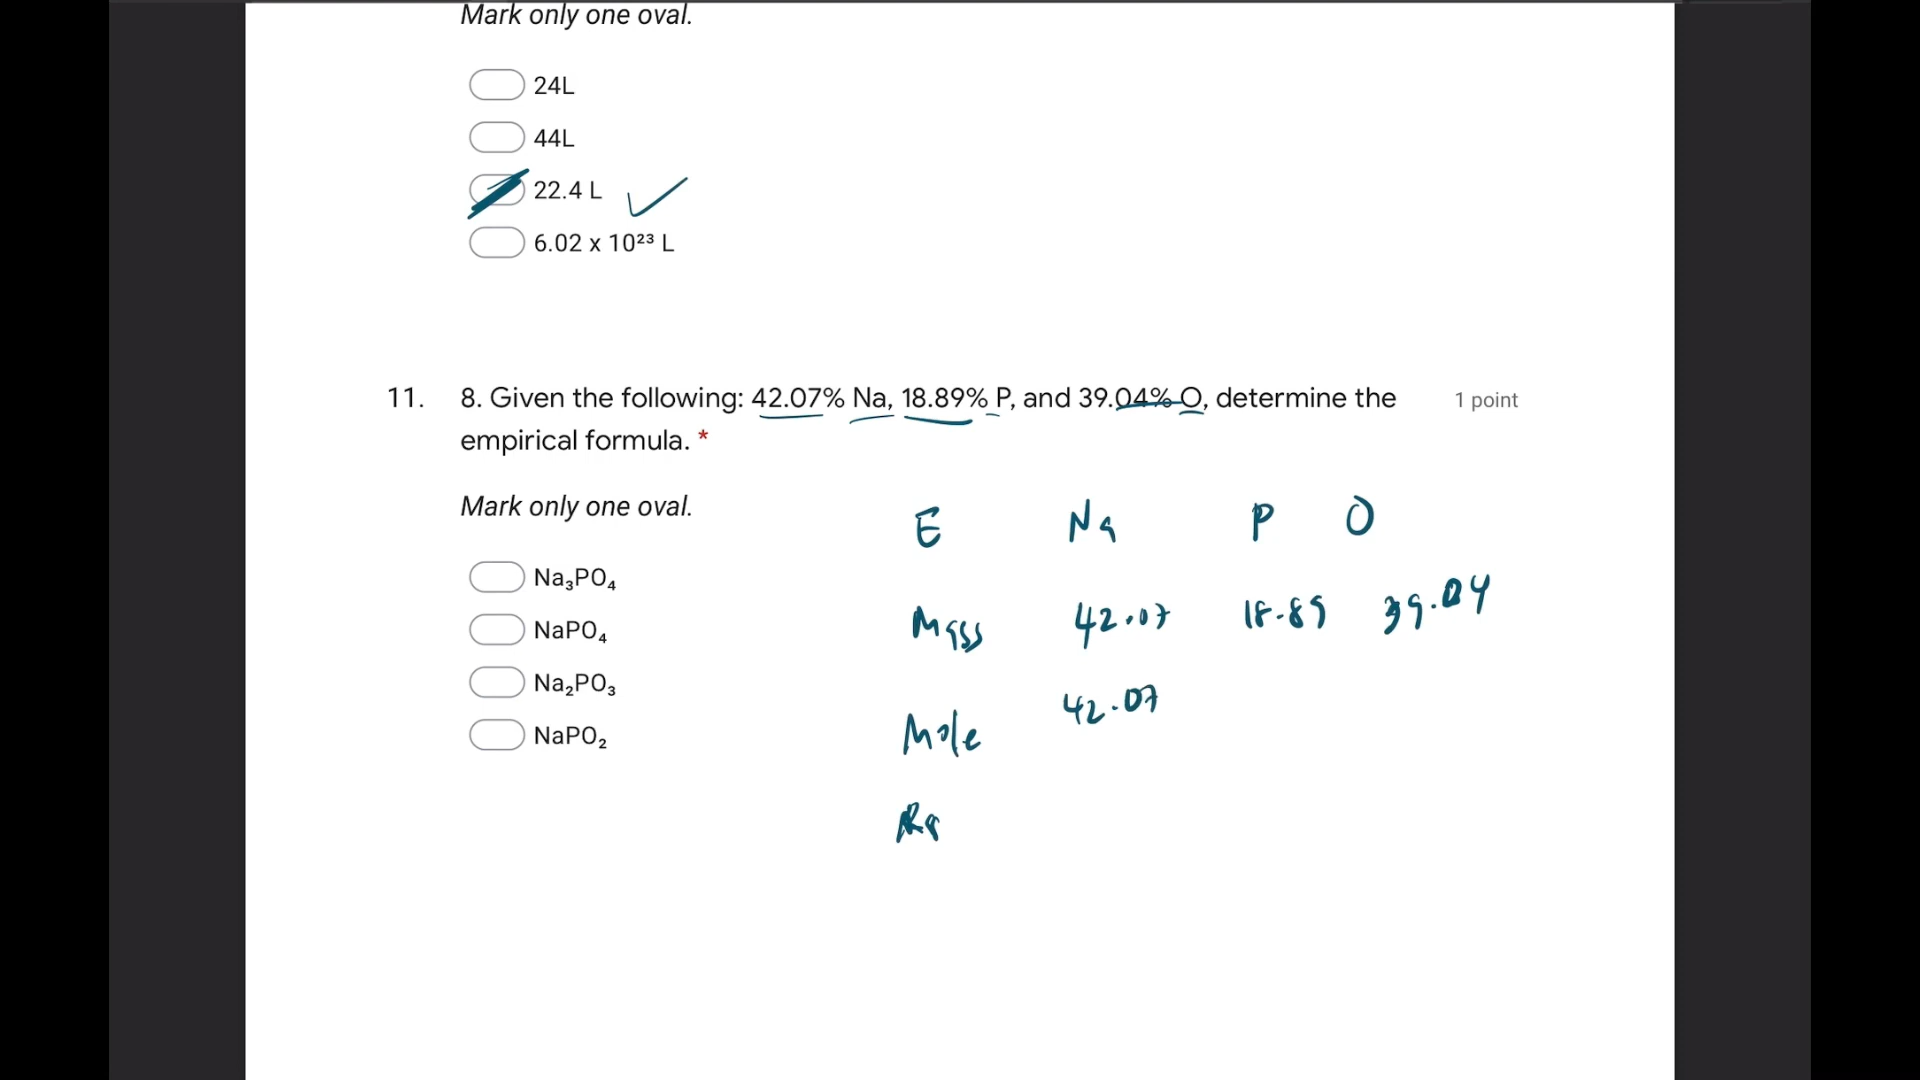 Mark only one oval.
24L
44L
22.4 L
6.02 x 10²³ L
11. 8. Given the following: 42.07% Na, 18.89% P, and 39.04% O, determine the 1 point
empirical formula. *
Mark only one oval.
E Na P O
Na₃PO₄
Mass 42.07 18.89 39.04
NaPO₄
Na₂PO₃
Mole 42.07
NaPO₂
Ra